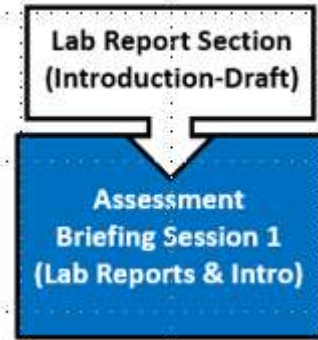 Lab Report Section
(Introduction-Draft)
Assessment
Briefing Session 1
(Lab Reports & Intro)